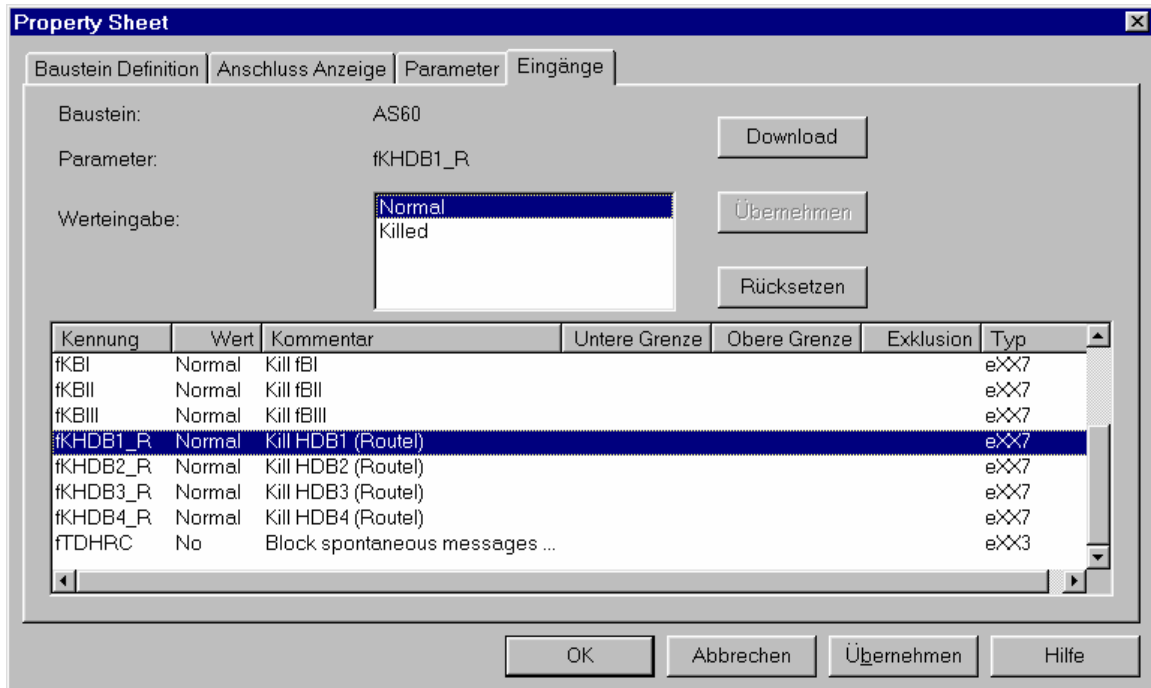 Property Sheet
Baustein Definition Anschluss Anzeige Parameter Eingänge
Baustein: AS60
Download
Parameter: fKHDB1_R
Werteingabe:
Normal
Killed
Übernehmen
Rücksetzen
Kennung Wert Kommentar Untere Grenze Obere Grenze Exklusion Typ
fKBI Normal Kill fBI eXX7
fKBII Normal Kill fBII eXX7
fKBIII Normal Kill fBIII eXX7
fKHDB1_R Normal Kill HDB1 (Routel) eXX7
fKHDB2_R Normal Kill HDB2 (Routel) eXX7
fKHDB3_R Normal Kill HDB3 (Routel) eXX7
fKHDB4_R Normal Kill HDB4 (Routel) eXX7
fTDHRC No Block spontaneous messages ... eXX3
OK Abbrechen Übernehmen Hilfe